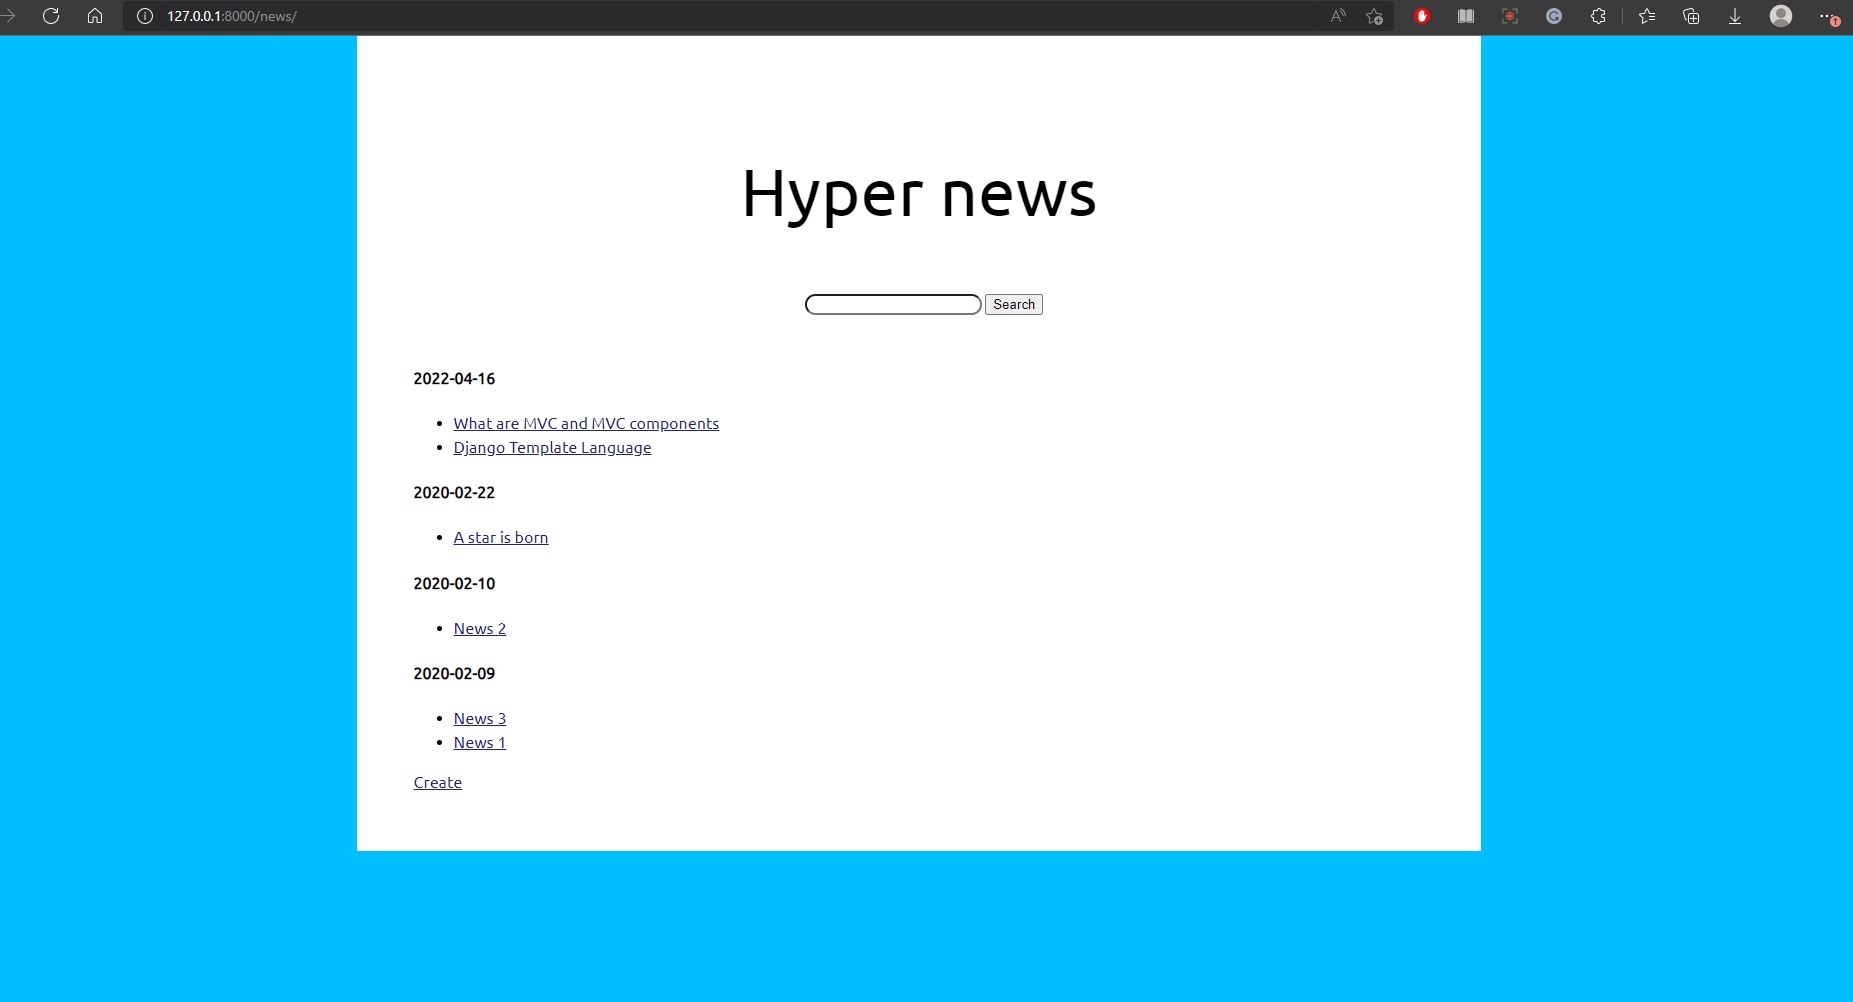 127.0.0.1:8000/news/
Hyper news
Search
2022-04-16
What are MVC and MVC components
Django Template Language
2020-02-22
A star is born
2020-02-10
News 2
2020-02-09
News 3
News 1
Create